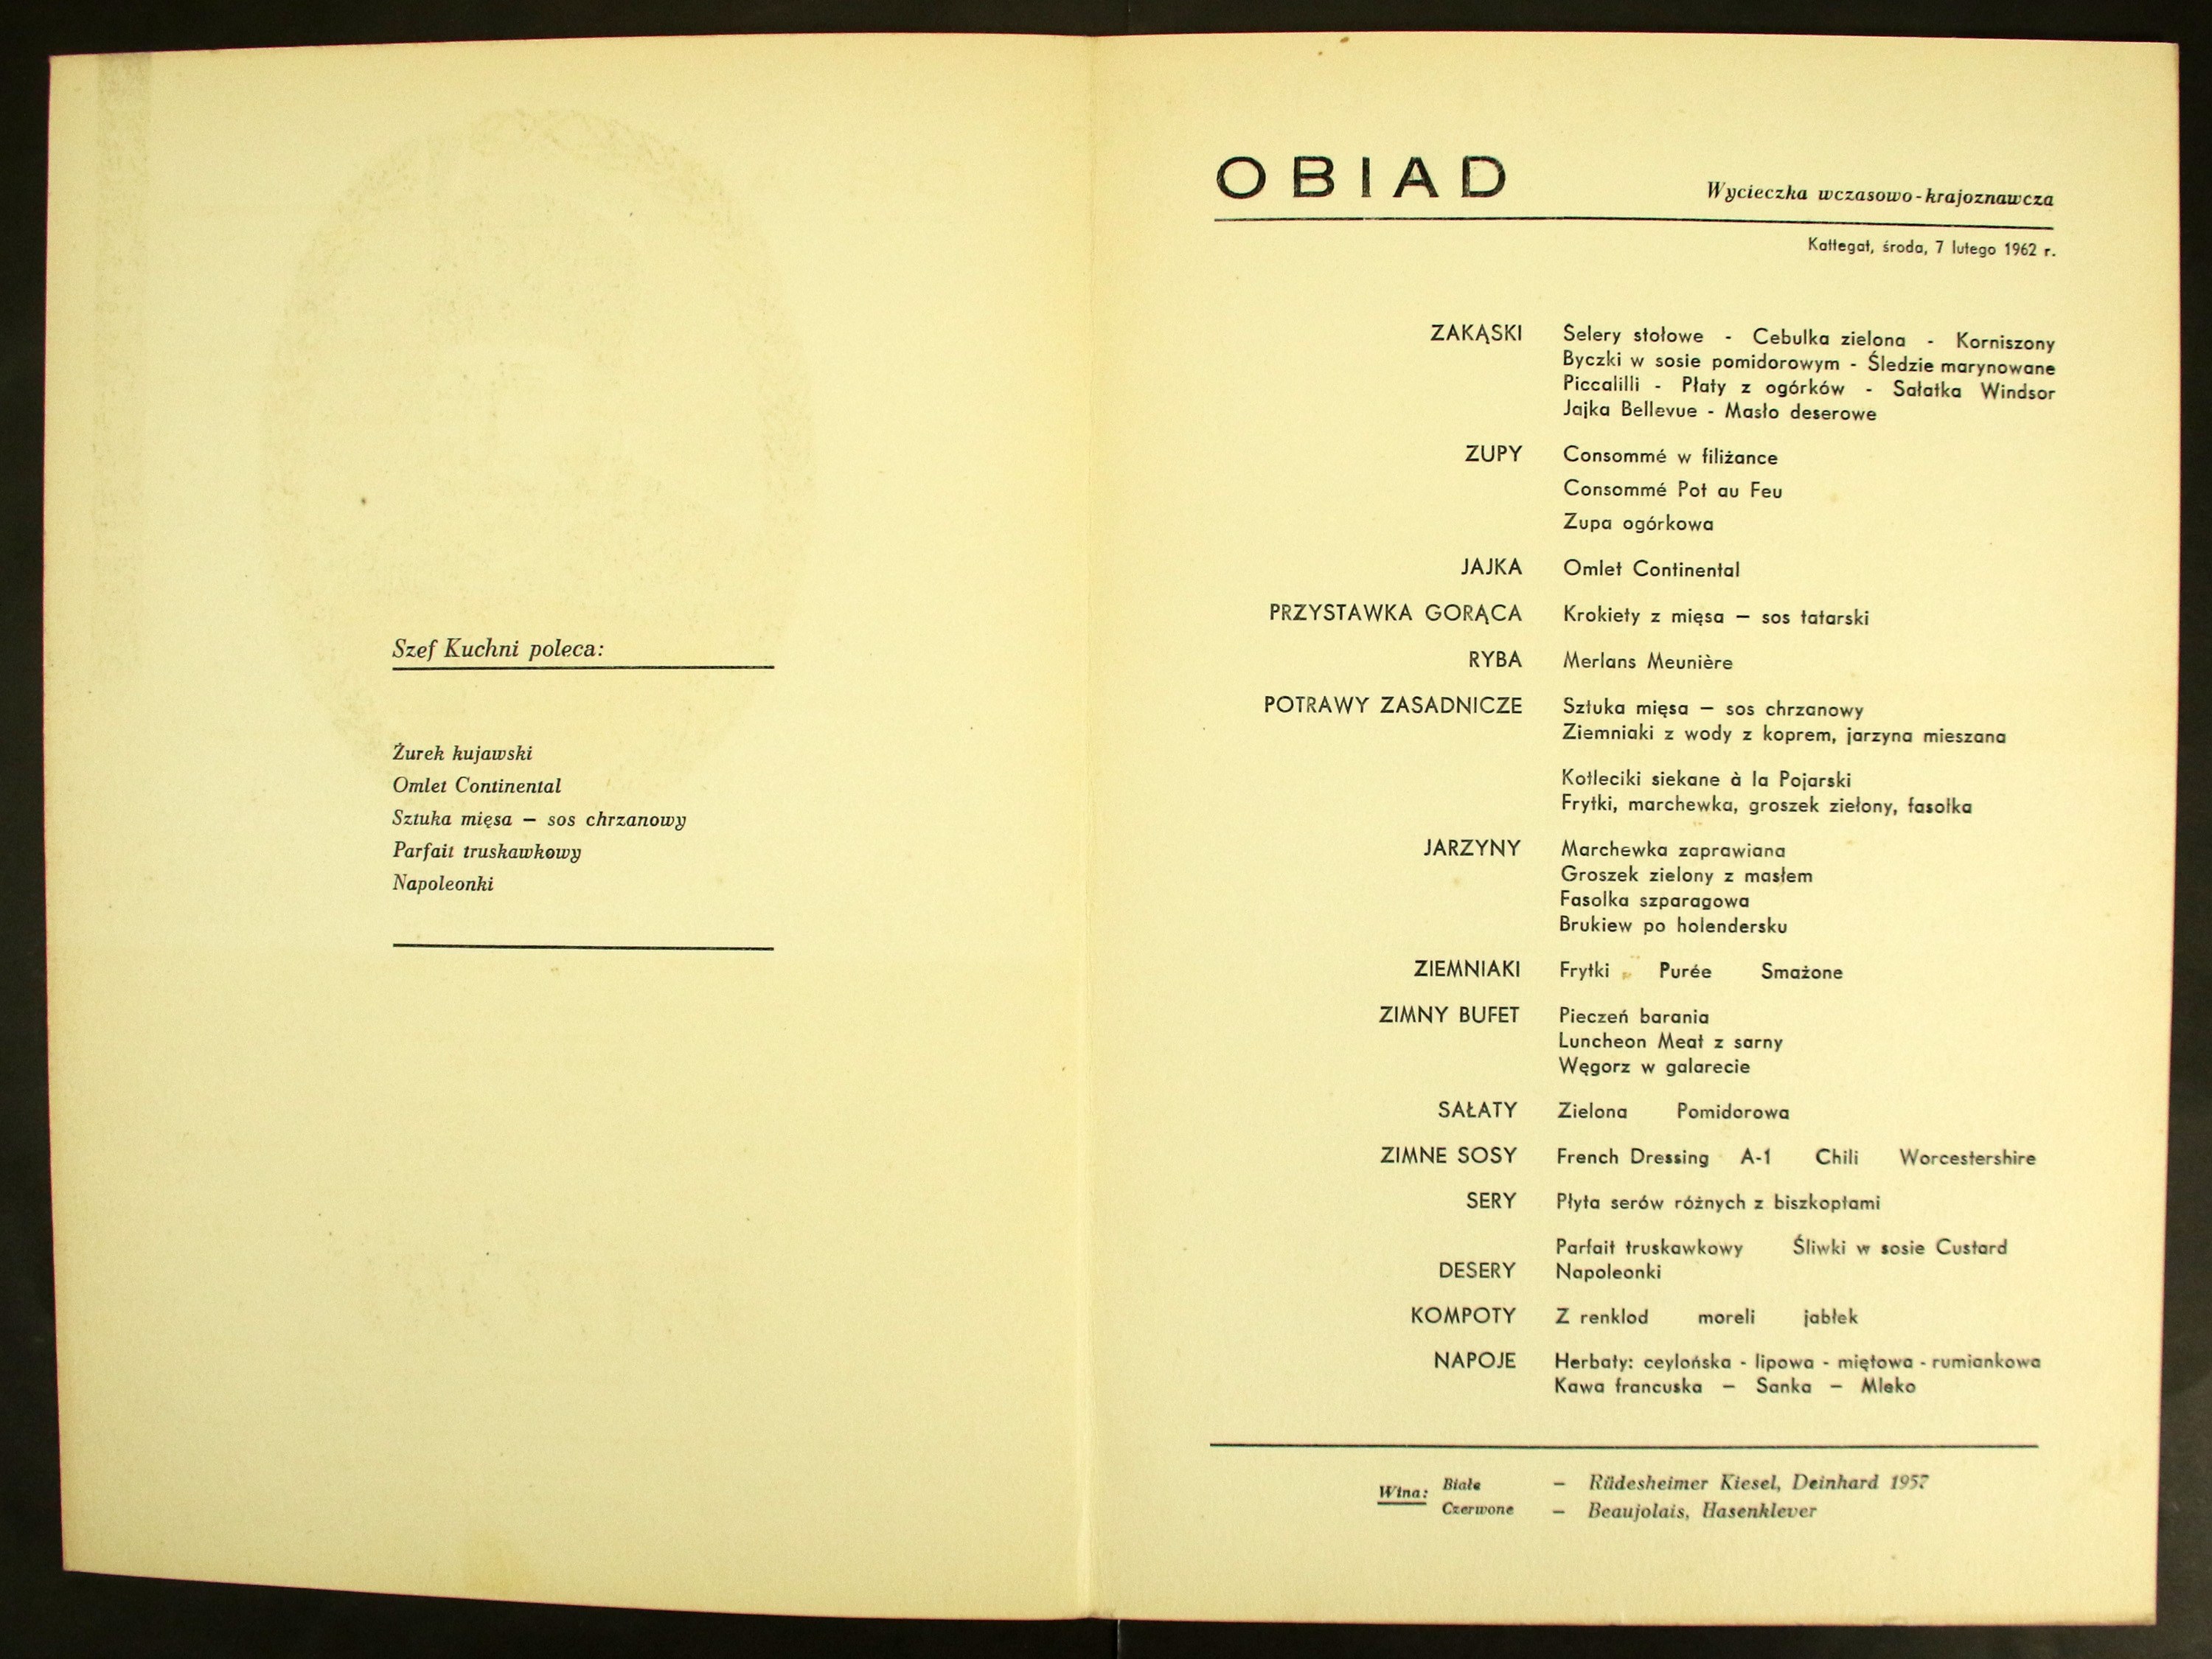 Szef Kuchni poleca:
Żurek kujawski
Omlet Continental
Sztuka mięsa — sos chrzanowy
Parfait truskawkowy
Napoleonki
OBIAD
Wycieczka wczasowo-krajoznawcza
Kattegat, środa, 7 lutego 1962 r.
ZAKĄSKI Selery stołowe - Cebulka zielona - Korniszony
Byczki w sosie pomidorowym - Śledzie marynowane
Piccalilli - Płaty z ogórków - Sałatka Windsor
Jajka Bellevue - Masło deserowe
ZUPY Consommé w filiżance
Consommé Pot au Feu
Zupa ogórkowa
JAJKA Omlet Continental
PRZYSTAWKA GORĄCA Krokiety z mięsa — sos tatarski
RYBA Merlans Meunière
POTRAWY ZASADNICZE Sztuka mięsa — sos chrzanowy
Ziemniaki z wody z koprem, jarzyna mieszana
Kotleciki siekane à la Pojarski
Frytki, marchewka, groszek zielony, fasolka
JARZYNY Marchewka zaprawiana
Groszek zielony z masłem
Fasolka szparagowa
Brukiew po holendersku
ZIEMNIAKI Frytki Purée Smażone
ZIMNY BUFET Pieczeń barania
Luncheon Meat z sarny
Węgorz w galarecie
SAŁATY Zielona Pomidorowa
ZIMNE SOSY French Dressing A-1 Chili Worcestershire
SERY Płyta serów różnych z biszkoptami
Parfait truskawkowy Śliwki w sosie Custard
DESERY Napoleonki
KOMPOTY Z renklod moreli jabłek
NAPOJE Herbaty: ceylońska - lipowa - miętowa - rumiankowa
Kawa francuska — Sanka — Mleko
Wina: Białe — Rüdesheimer Kiesel, Deinhard
Czerwone — Beaujolais, Hasenklever